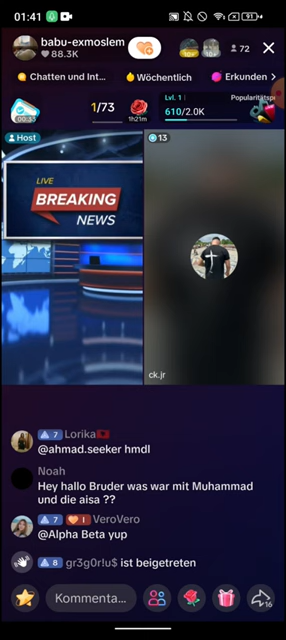 01:41
91
babu-exmoslem
88.3K
72
Chatten und Int...
Wöchentlich
Erkunden
00:33
1/73
1h21m
Lvl. 1
Popularitätsp
610/2.0K
Host
13
LIVE
BREAKING
NEWS
ck.jr
7 Lorika
@ahmad.seeker hmdl
Noah
Hey hallo Bruder was war mit Muhammad
und die aisa ??
7 1 VeroVero
@Alpha Beta yup
8 gr3g0r!u$ ist beigetreten
Kommenta...
16